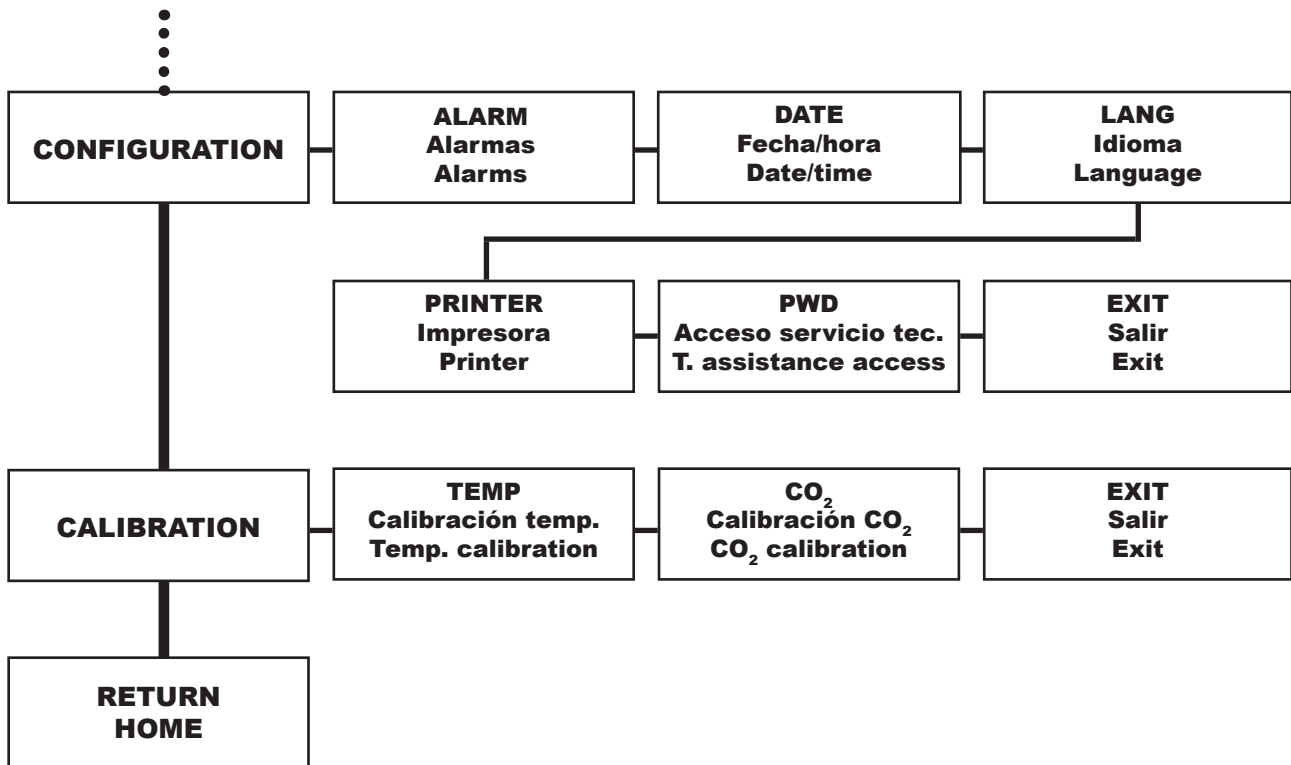 CONFIGURATION
ALARM
Alarmas
Alarms
DATE
Fecha/hora
Date/time
LANG
Idioma
Language
PRINTER
Impresora
Printer
PWD
Acceso servicio tec.
T. assistance access
EXIT
Salir
Exit
CALIBRATION
TEMP
Calibración temp.
Temp. calibration
CO₂
Calibración CO₂
CO₂ calibration
EXIT
Salir
Exit
RETURN
HOME